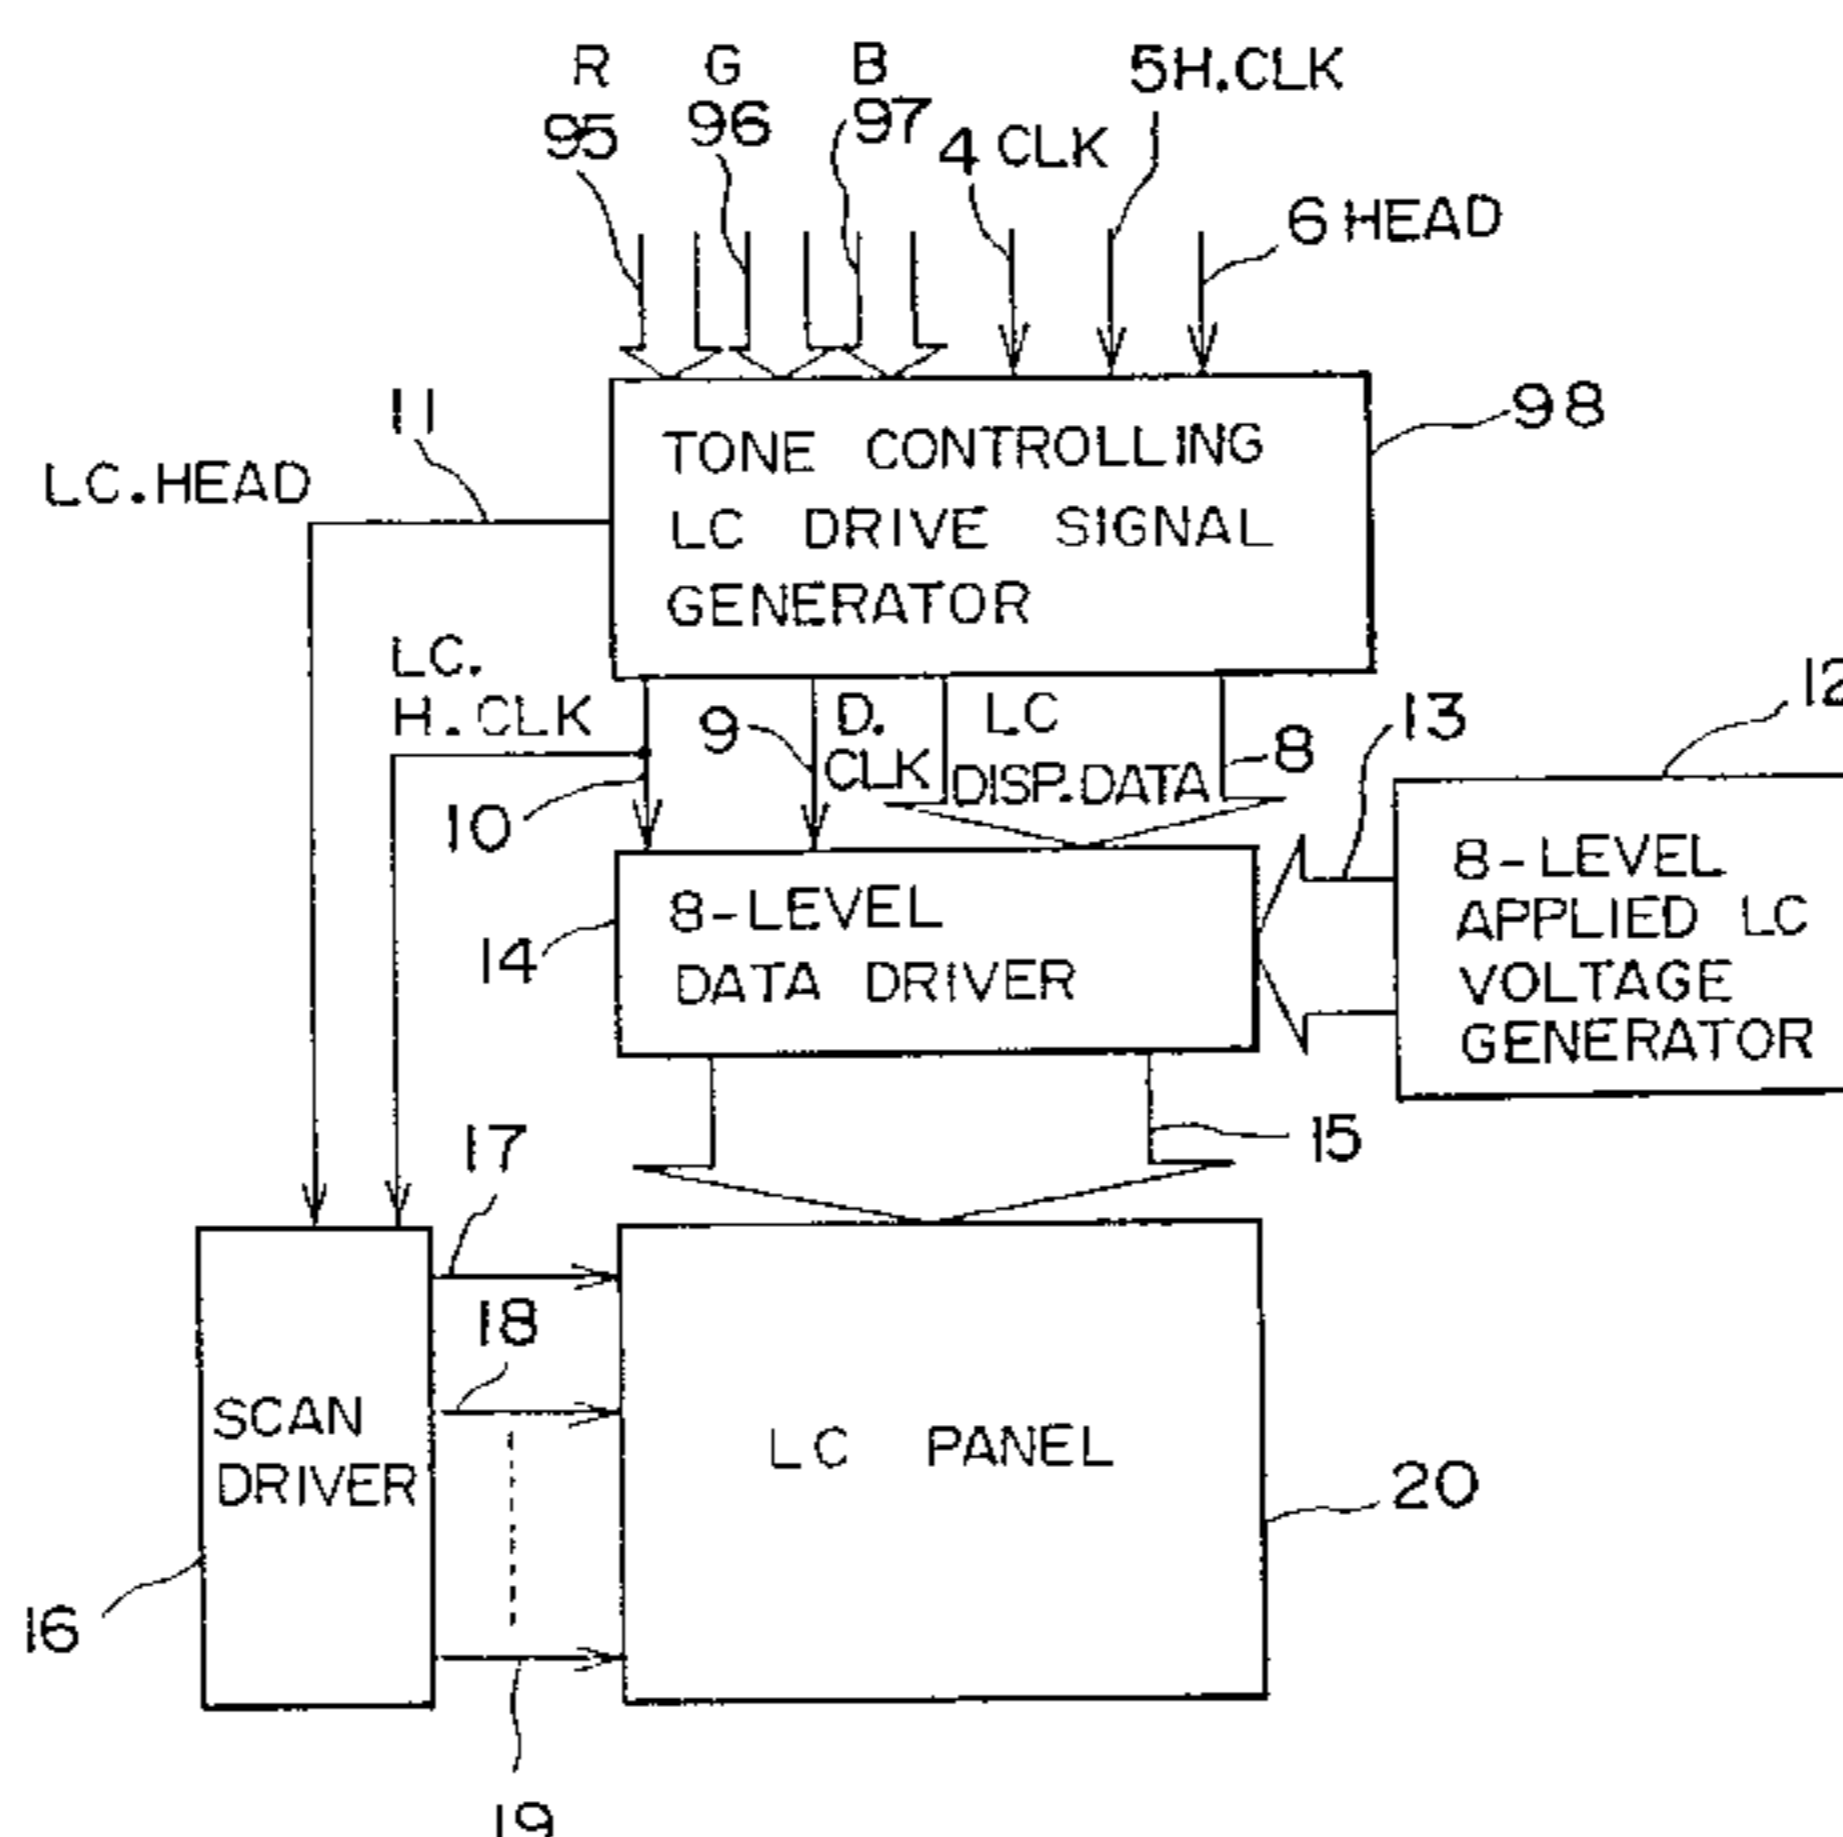 R G B 5H.CLK
95 96 97 4 CLK
6 HEAD
11
98
LC.HEAD
TONE CONTROLLING
LC DRIVE SIGNAL
GENERATOR
LC.
H.CLK
10
9
D.
CLK
LC
DISP.DATA
8
13
12
14
8-LEVEL
DATA DRIVER
8-LEVEL
APPLIED LC
VOLTAGE
GENERATOR
15
17
18
SCAN
DRIVER
LC PANEL
20
16
19